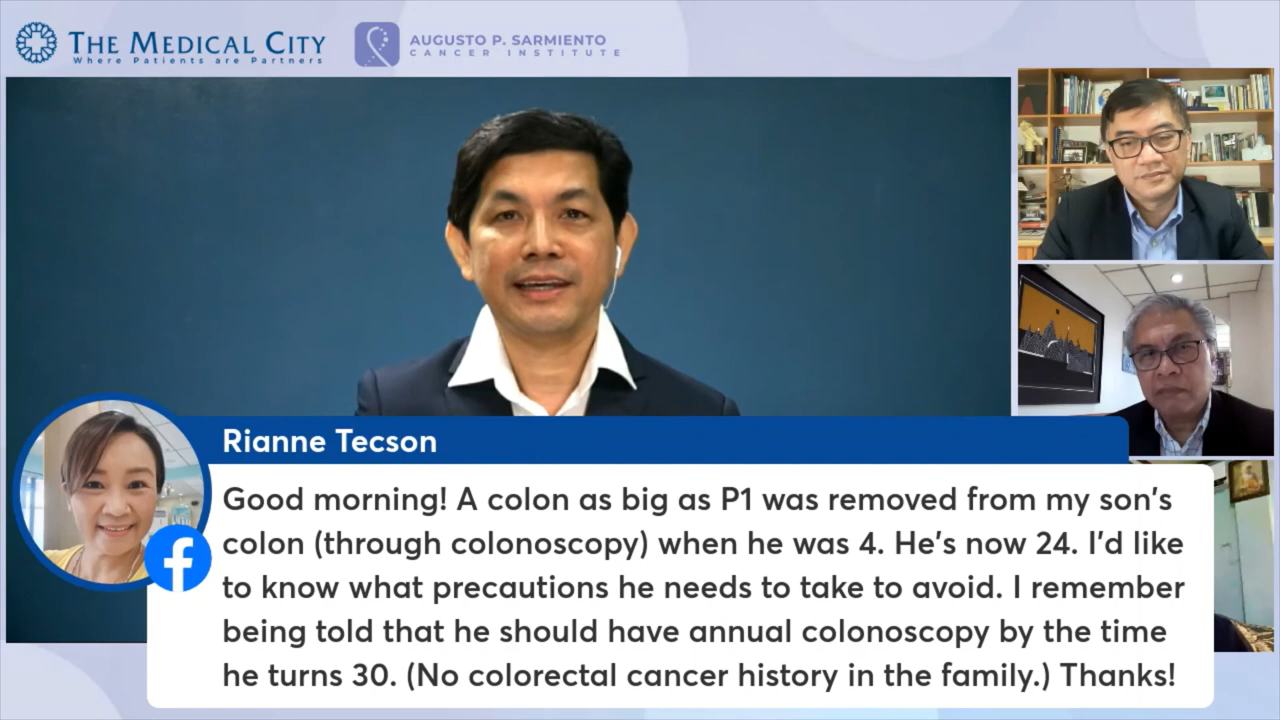 THE MEDICAL CITY
Where Patients are Partners
AUGUSTO P. SARMIENTO
CANCER INSTITUTE
Rianne Tecson
Good morning! A colon as big as P1 was removed from my son's
colon (through colonoscopy) when he was 4. He's now 24. I'd like
to know what precautions he needs to take to avoid. I remember
being told that he should have annual colonoscopy by the time
he turns 30. (No colorectal cancer history in the family.) Thanks!